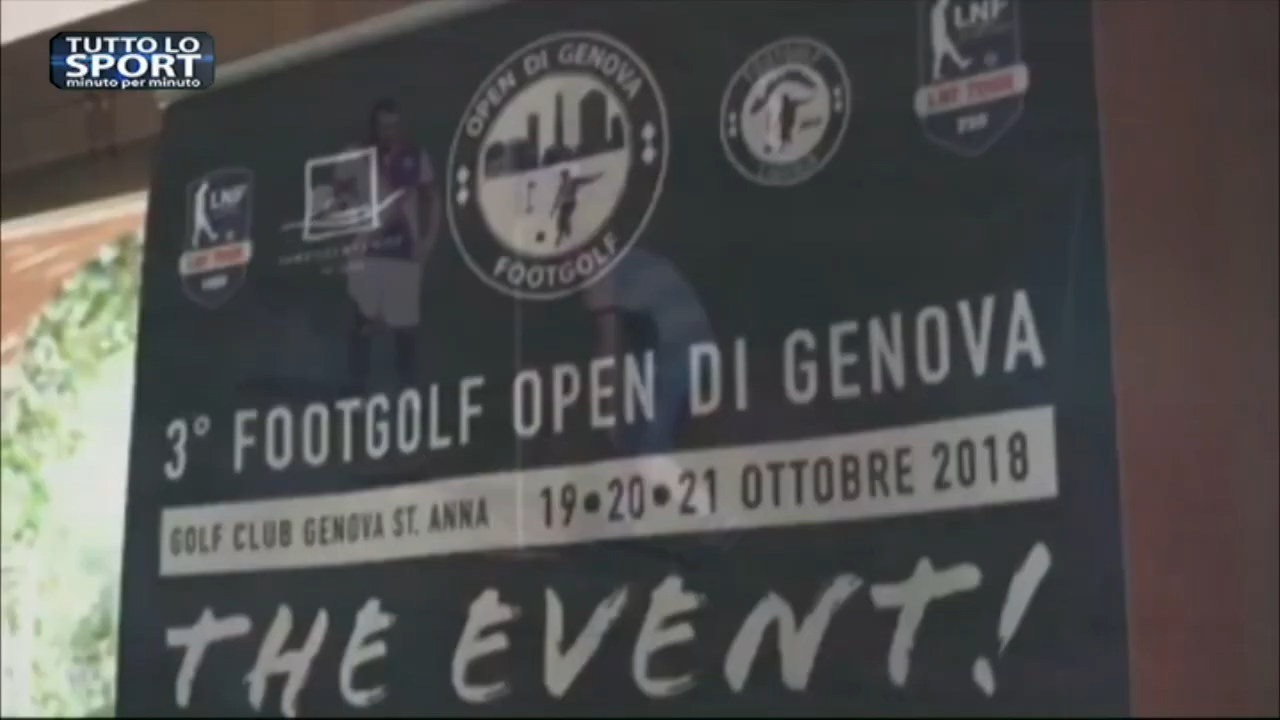 TUTTO LO
SPORT
minuto per minuto
OPEN DI GENOVA
FOOTGOLF
LNF
LNF
3° FOOTGOLF OPEN DI GENOVA
GOLF CLUB GENOVA ST. ANNA
19•20•21 OTTOBRE 2018
THE EVENT!